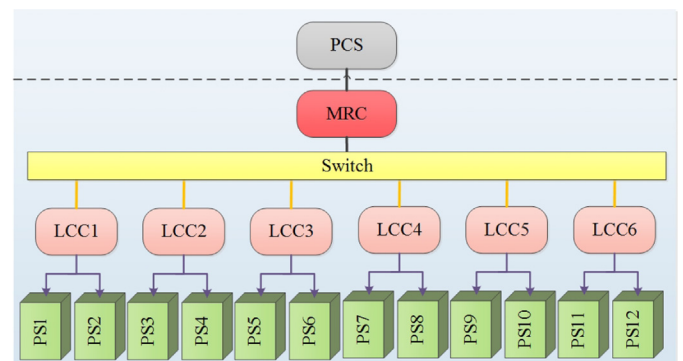 PCS
MRC
Switch
LCC1
LCC2
LCC3
LCC4
LCC5
LCC6
PS1
PS2
PS3
PS4
PS5
PS6
PS7
PS8
PS9
PS10
PS11
PS12